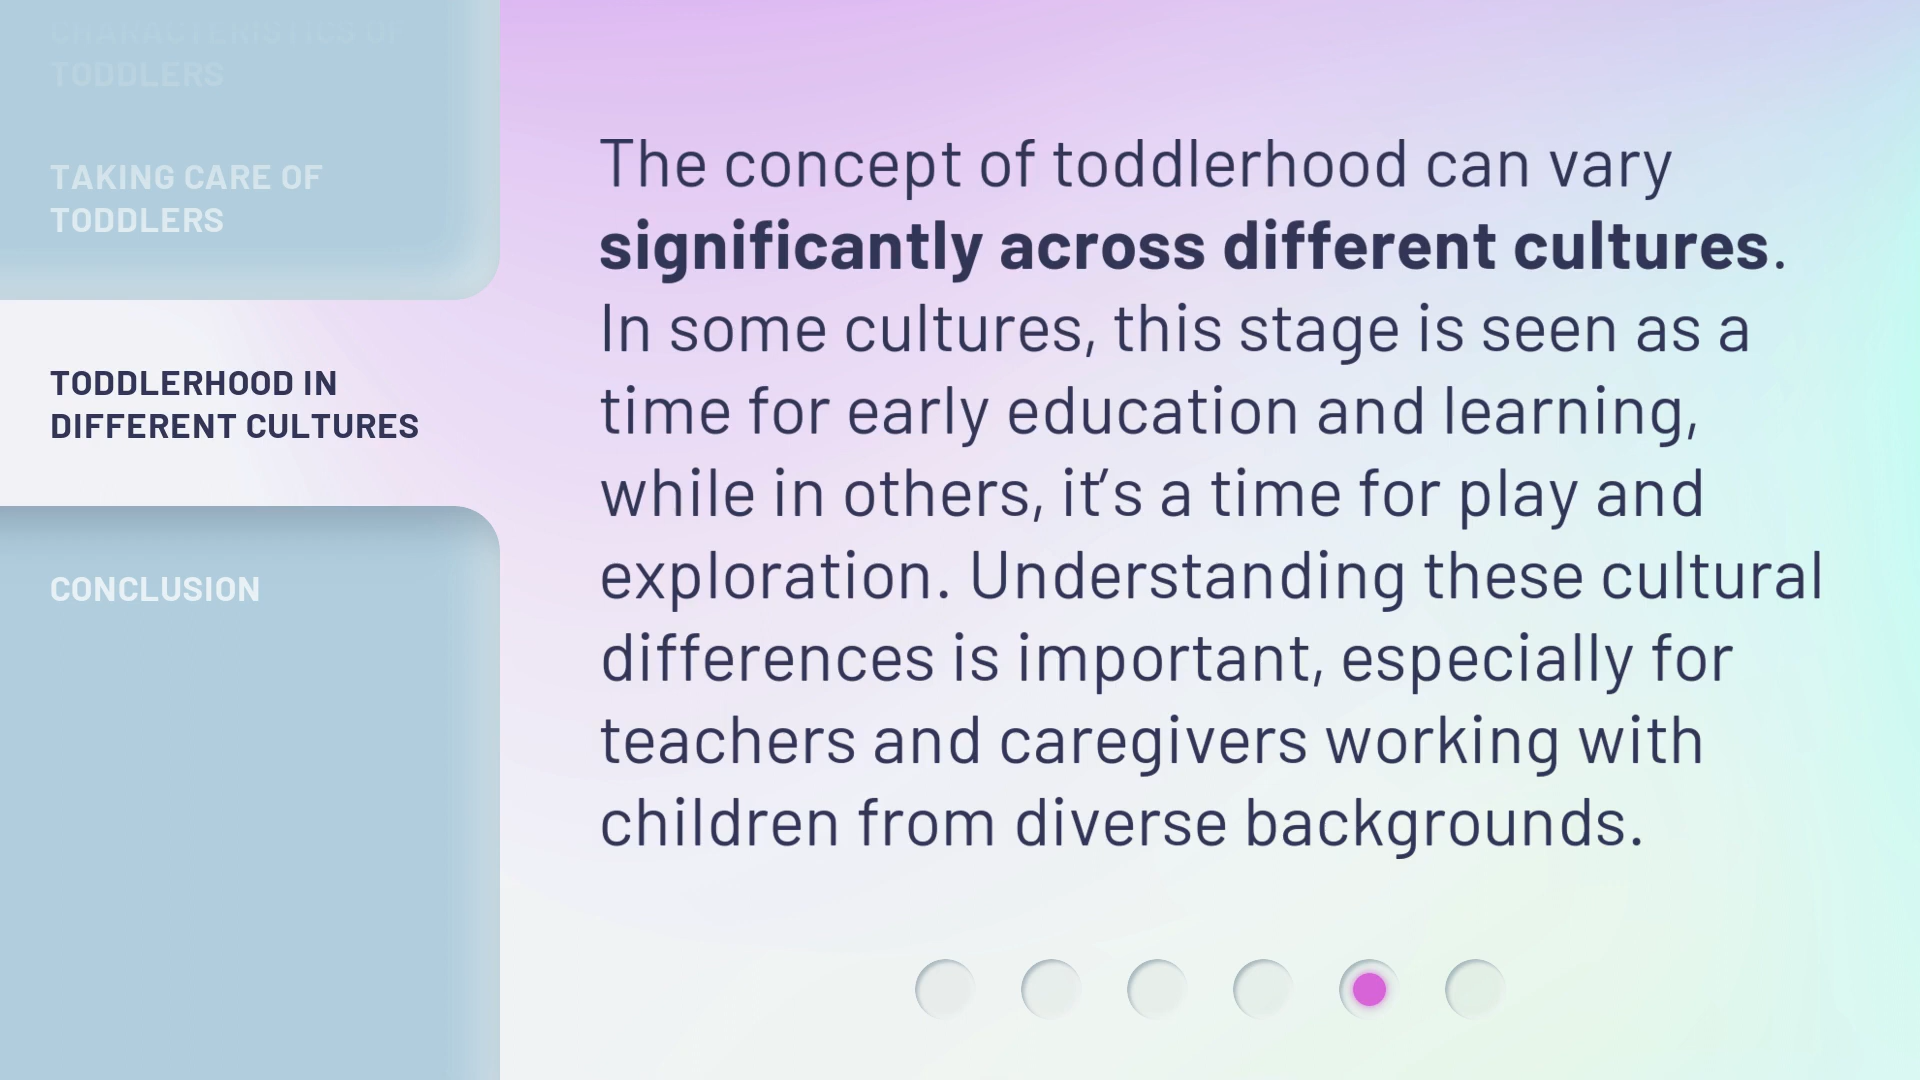 CHARACTERISTICS OF
TODDLERS
TAKING CARE OF
TODDLERS
TODDLERHOOD IN
DIFFERENT CULTURES
CONCLUSION
The concept of toddlerhood can vary
significantly across different cultures.
In some cultures, this stage is seen as a
time for early education and learning,
while in others, it’s a time for play and
exploration. Understanding these cultural
differences is important, especially for
teachers and caregivers working with
children from diverse backgrounds.